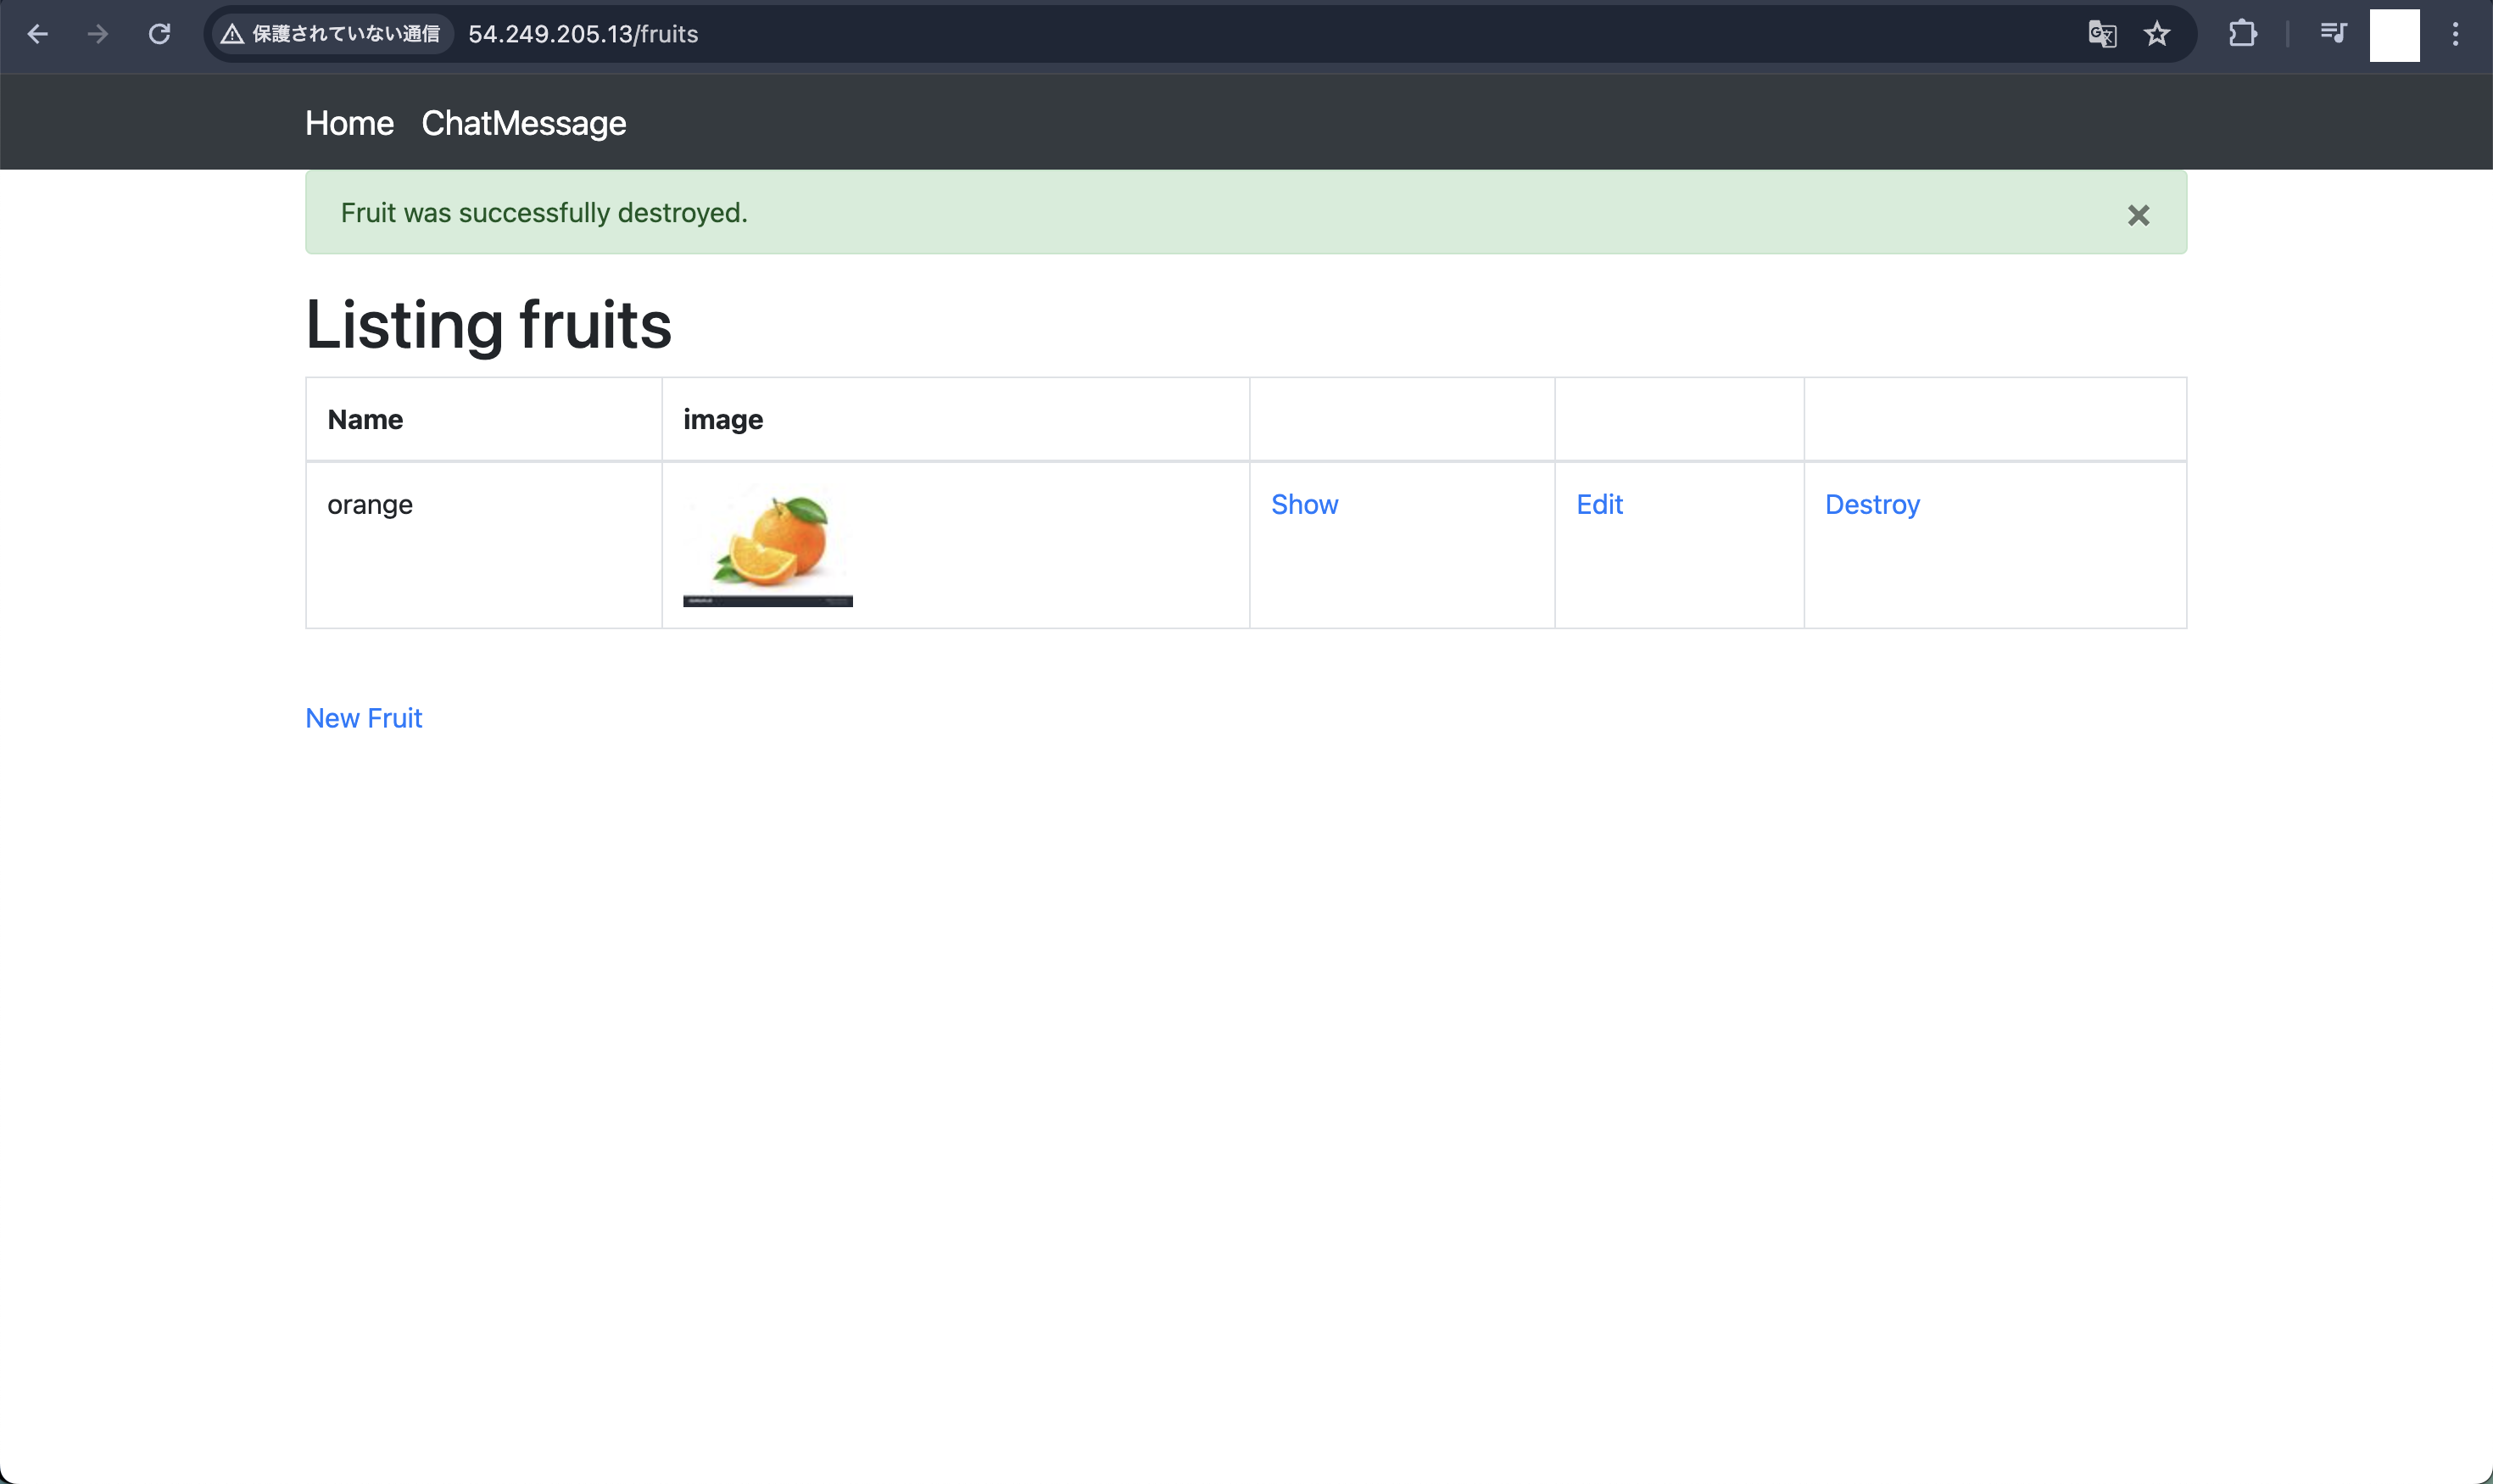 保護されていない通信 54.249.205.13/fruits
Home ChatMessage
Fruit was successfully destroyed.
Listing fruits
Name image
orange Show Edit Destroy
New Fruit